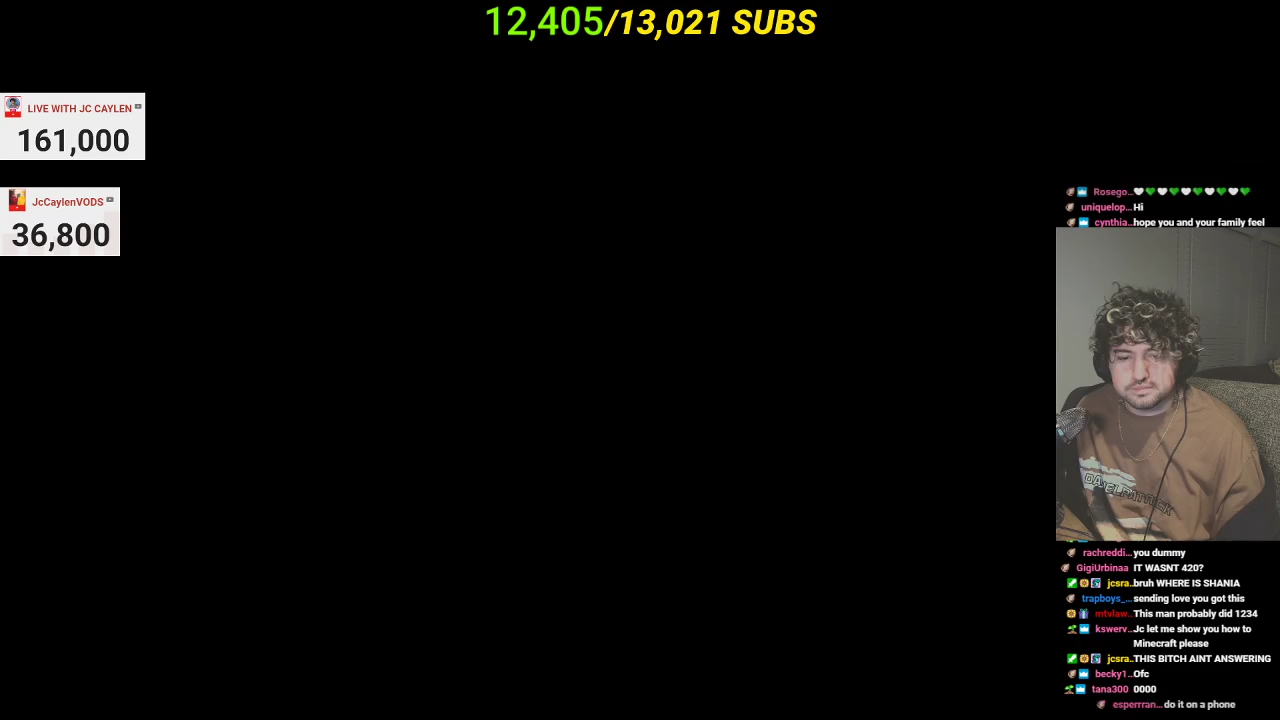 12,405/13,021 SUBS
LIVE WITH JC CAYLEN
161,000
JcCaylenVODS
36,800
Rosego...
uniquelop... Hi
cynthia.. hope you and your family feel
DANIELPATRICK
rachreddi... you dummy
GigiUrbinaa IT WASNT 420?
jcsra.. bruh WHERE IS SHANIA
trapboys_... sending love you got this
mtvlaw.. This man probably did 1234
kswerv.. Jc let me show you how to
Minecraft please
jcsra.. THIS BITCH AINT ANSWERING
becky1.. Ofc
tana300 0000
esperrran... do it on a phone